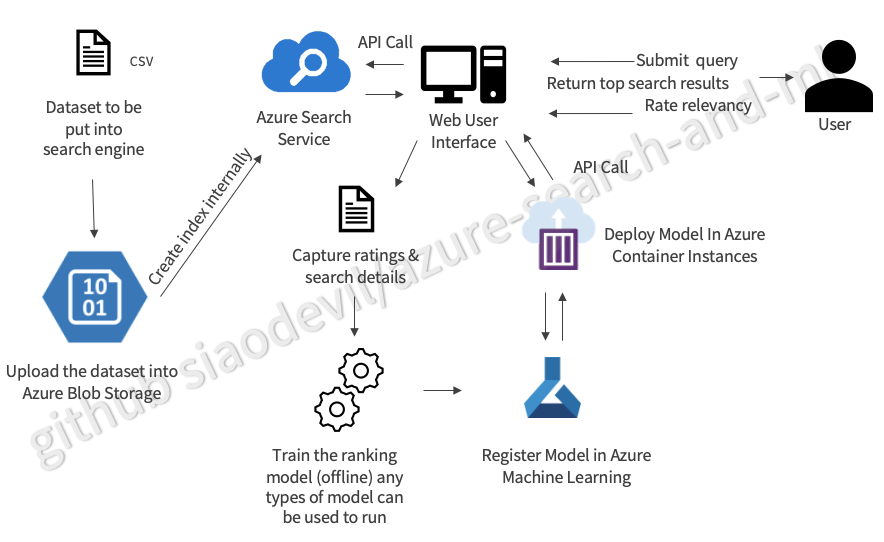 CSV
Dataset to be
put into
search engine
API Call
Azure Search
Service
Web User
Interface
Submit query
Return top search results
Rate relevancy
User
Create index internally
API Call
Capture ratings &
search details
Deploy Model In Azure
Container Instances
10
01
Upload the dataset into
Azure Blob Storage
Train the ranking
model (offline) any
types of model can
be used to run
Register Model in Azure
Machine Learning
github siaodevil/azure-search-and-ml